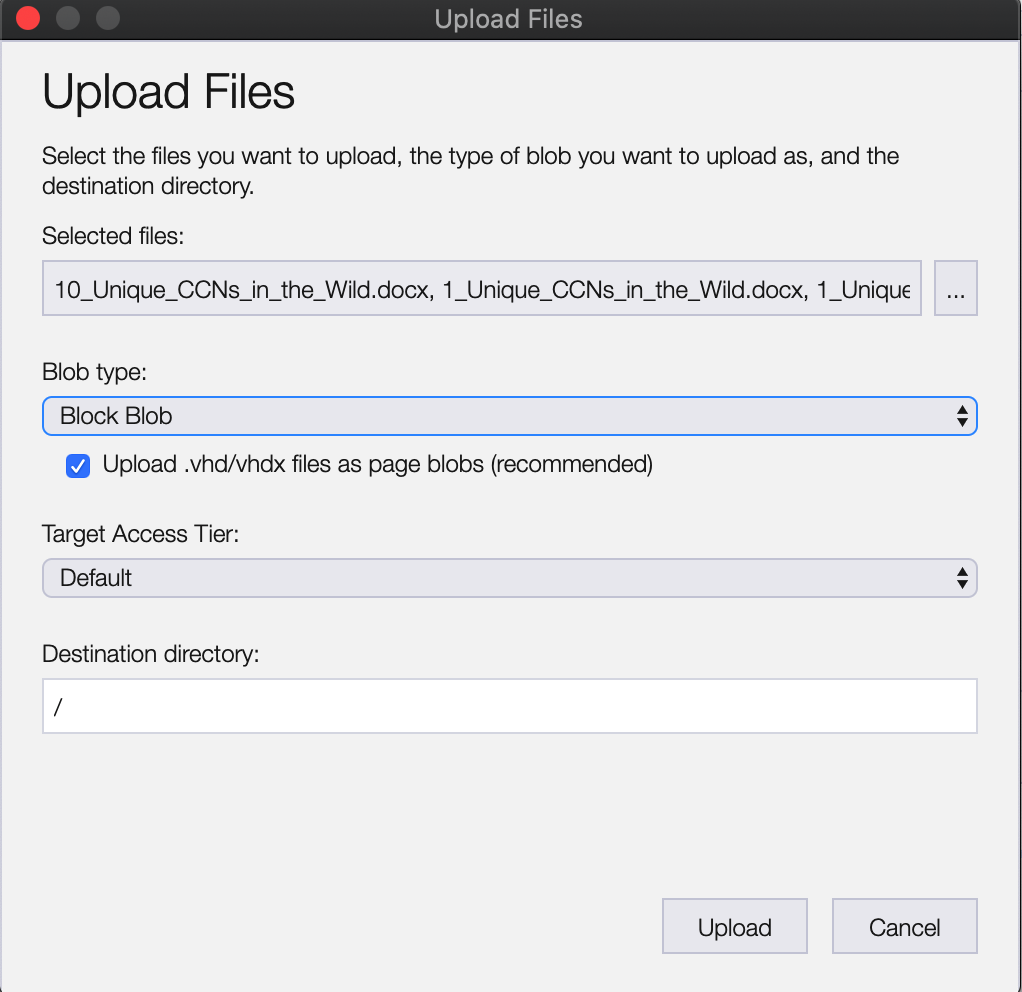 Upload Files
Upload Files
Select the files you want to upload, the type of blob you want to upload as, and the
destination directory.
Selected files:
10_Unique_CCNs_in_the_Wild.docx, 1_Unique_CCNs_in_the_Wild.docx, 1_Unique
...
Blob type:
Block Blob
Upload .vhd/vhdx files as page blobs (recommended)
Target Access Tier:
Default
Destination directory:
/
Upload Cancel